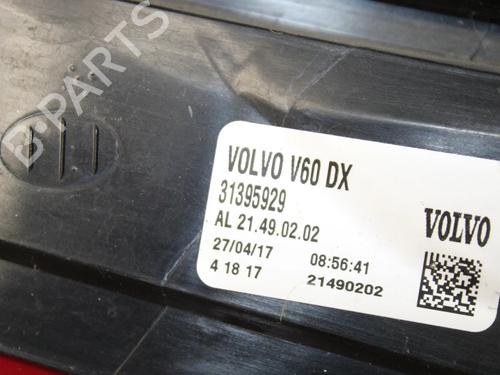 B-PARTS
VOLVO V60 DX
31395929
AL 21.49.02.02
VOLVO
27/04/17 08:56:41
4 18 17 21490202